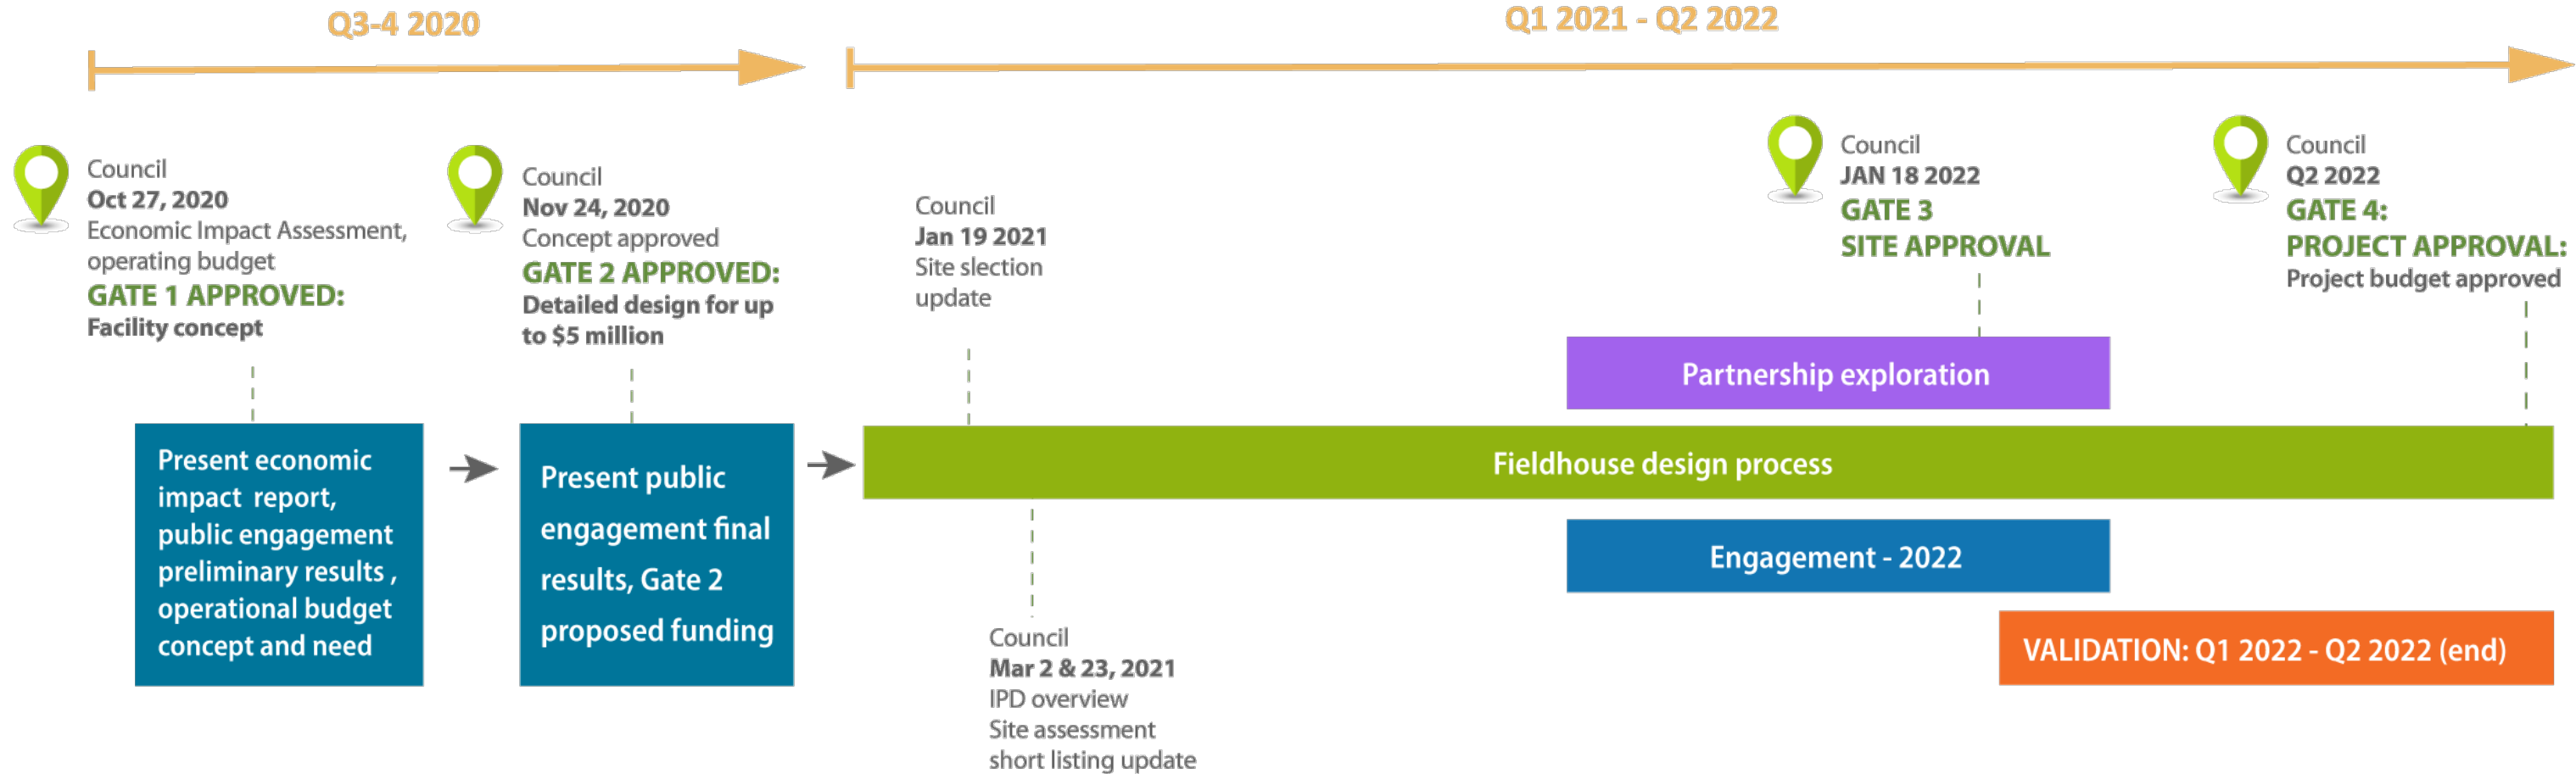 Q3-4 2020
Q1 2021 - Q2 2022
Council
Oct 27, 2020
Economic Impact Assessment,
operating budget
GATE 1 APPROVED:
Facility concept
Council
Nov 24, 2020
Concept approved
GATE 2 APPROVED:
Detailed design for up
to $5 million
Council
Jan 19 2021
Site slection
update
Council
JAN 18 2022
GATE 3
SITE APPROVAL
Council
Q2 2022
GATE 4:
PROJECT APPROVAL:
Project budget approved
Present economic
impact report,
public engagement
preliminary results ,
operational budget
concept and need
Present public
engagement final
results, Gate 2
proposed funding
Partnership exploration
Fieldhouse design process
Engagement - 2022
VALIDATION: Q1 2022 - Q2 2022 (end)
Council
Mar 2 & 23, 2021
IPD overview
Site assessment
short listing update